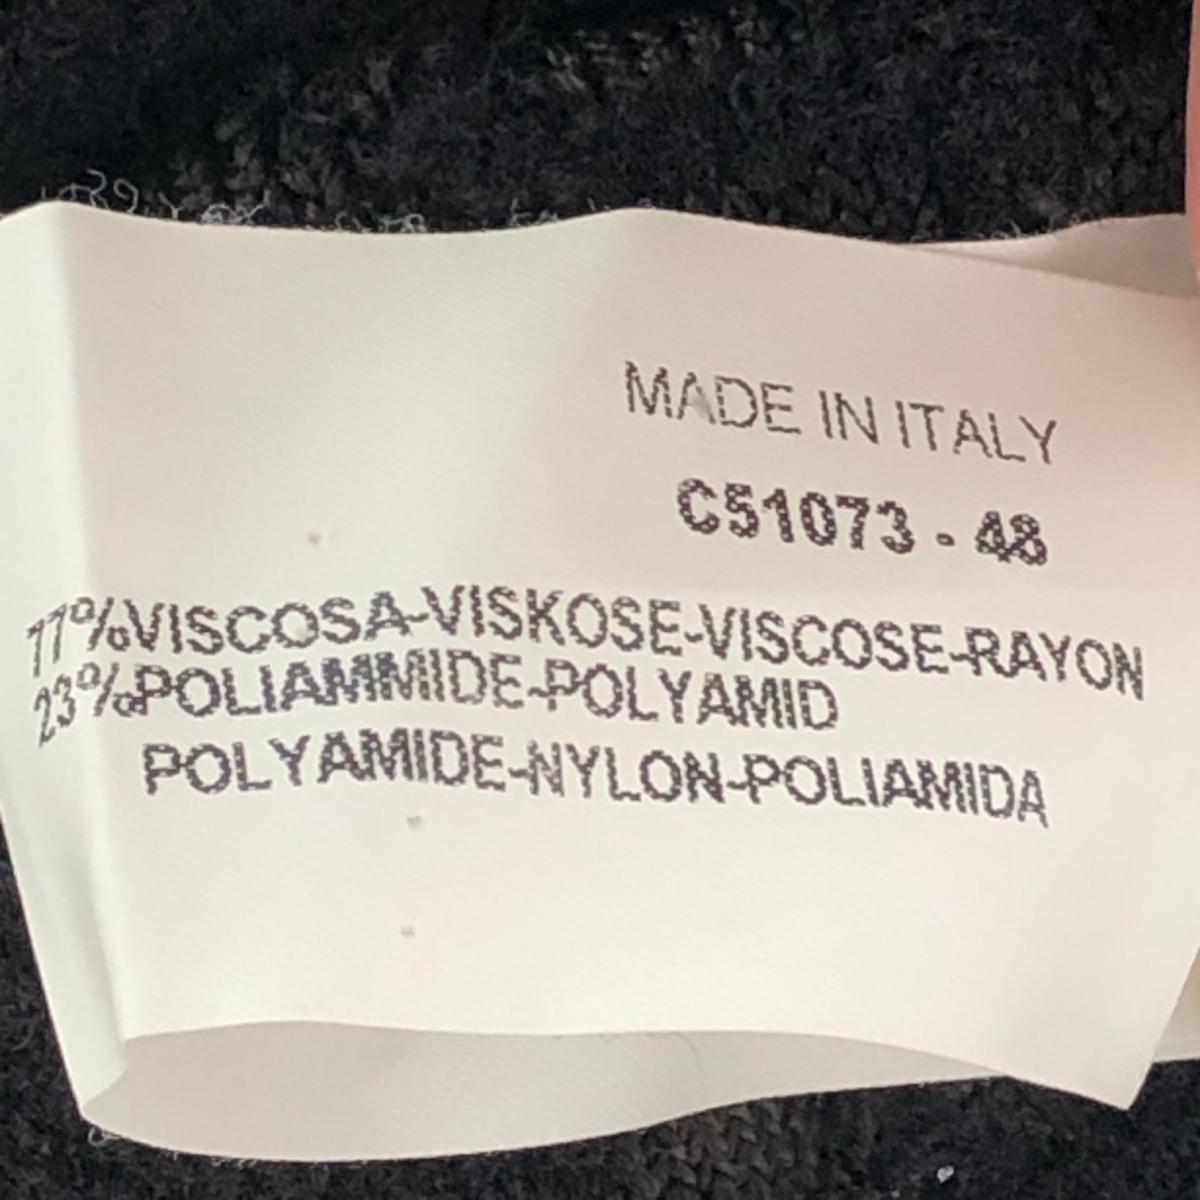 MADE IN ITALY
C51073 - 48
77%VISCOSA-VISKOSE-VISCOSE-RAYON
23%POLIAMMIDE-POLYAMID
POLYAMIDE-NYLON-POLIAMIDA